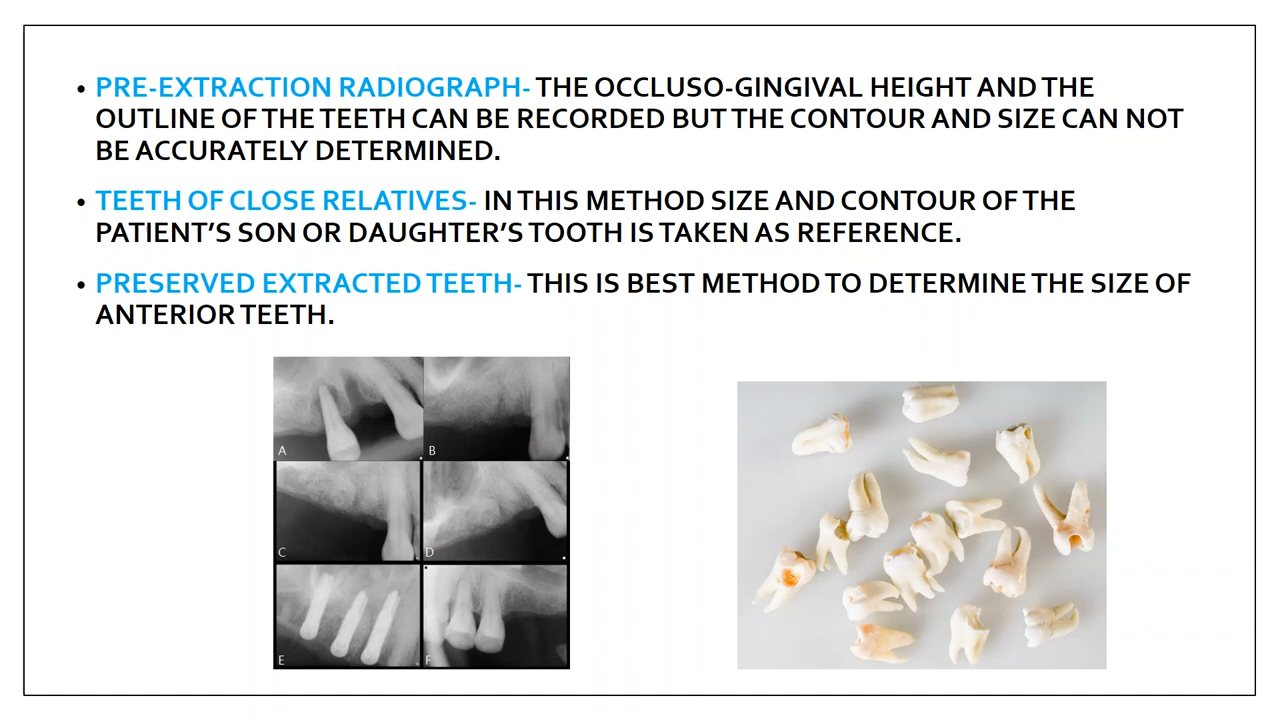 • PRE-EXTRACTION RADIOGRAPH- THE OCCLUSO-GINGIVAL HEIGHT AND THE
OUTLINE OF THE TEETH CAN BE RECORDED BUT THE CONTOUR AND SIZE CAN NOT
BE ACCURATELY DETERMINED.
• TEETH OF CLOSE RELATIVES- IN THIS METHOD SIZE AND CONTOUR OF THE
PATIENT’S SON OR DAUGHTER’S TOOTH IS TAKEN AS REFERENCE.
• PRESERVED EXTRACTED TEETH- THIS IS BEST METHOD TO DETERMINE THE SIZE OF
ANTERIOR TEETH.
A B
C D
E F